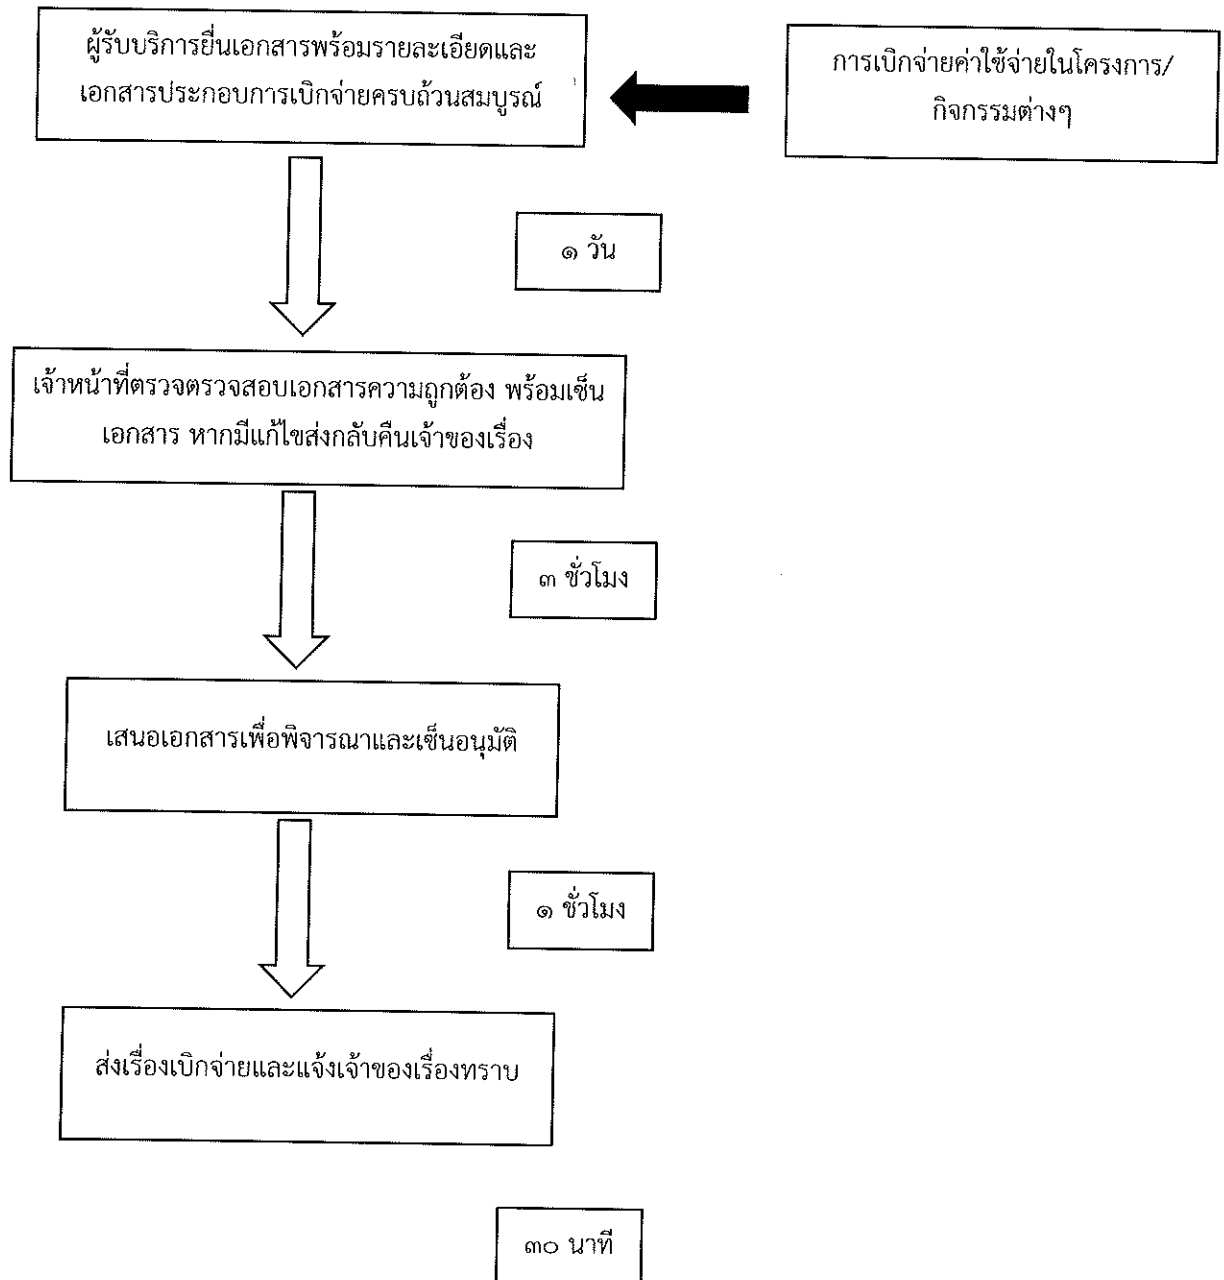 ผู้รับบริการยื่นเอกสารพร้อมรายละเอียดและ
เอกสารประกอบการเบิกจ่ายครบถ้วนสมบูรณ์
การเบิกจ่ายค่าใช้จ่ายในโครงการ/
กิจกรรมต่างๆ
๑ วัน
เจ้าหน้าที่ตรวจตรวจสอบเอกสารความถูกต้อง พร้อมเซ็น
เอกสาร หากมีแก้ไขส่งกลับคืนเจ้าของเรื่อง
๓ ชั่วโมง
เสนอเอกสารเพื่อพิจารณาและเซ็นอนุมัติ
๑ ชั่วโมง
ส่งเรื่องเบิกจ่ายและแจ้งเจ้าของเรื่องทราบ
๓๐ นาที